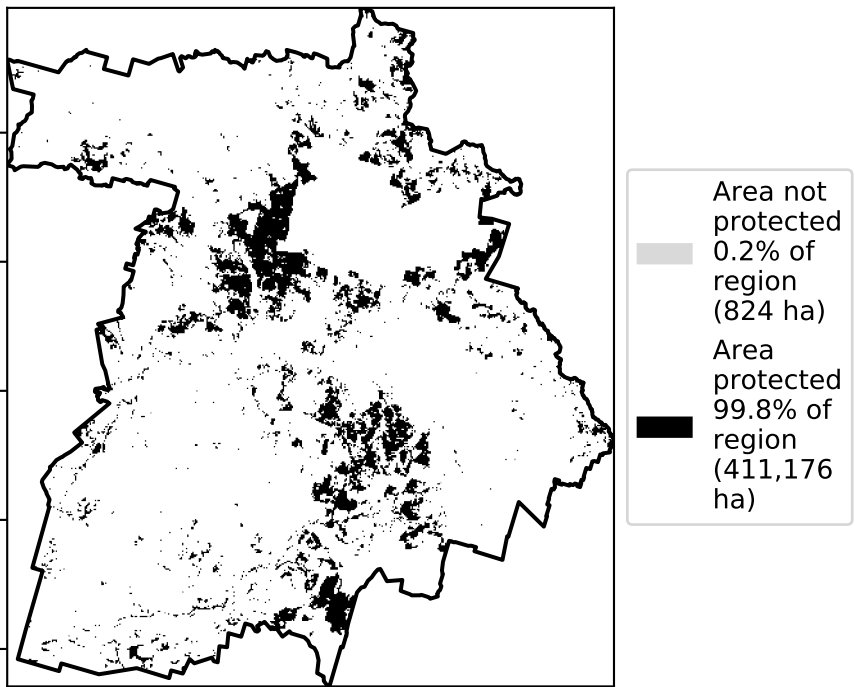 Area not
protected
0.2% of
region
(824 ha)
Area
protected
99.8% of
region
(411,176
ha)